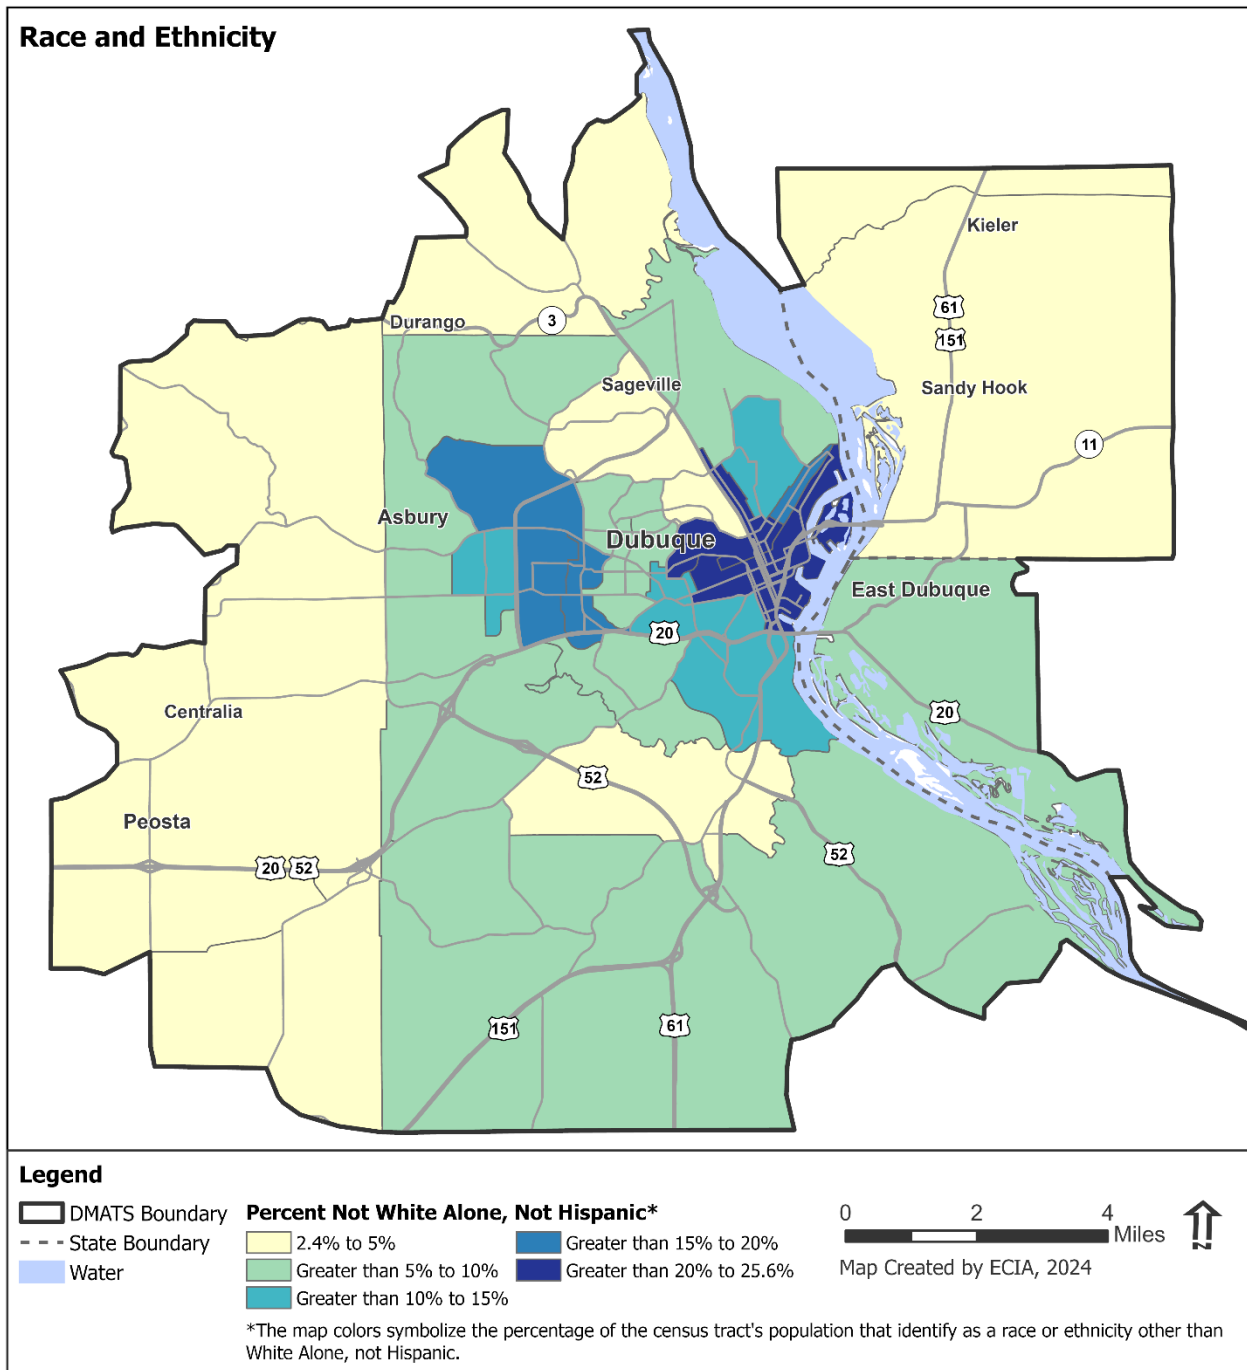 Race and Ethnicity
Kieler
61
151
Durango
3
Sageville
Sandy Hook
11
Asbury
Dubuque
East Dubuque
20
Centralia
20
52
Peosta
20
52
52
151
61
Legend
DMATS Boundary
State Boundary
Water
Percent Not White Alone, Not Hispanic*
2.4% to 5%
Greater than 5% to 10%
Greater than 10% to 15%
Greater than 15% to 20%
Greater than 20% to 25.6%
0 2 4
Miles
N
Map Created by ECIA, 2024
*The map colors symbolize the percentage of the census tract's population that identify as a race or ethnicity other than
White Alone, not Hispanic.